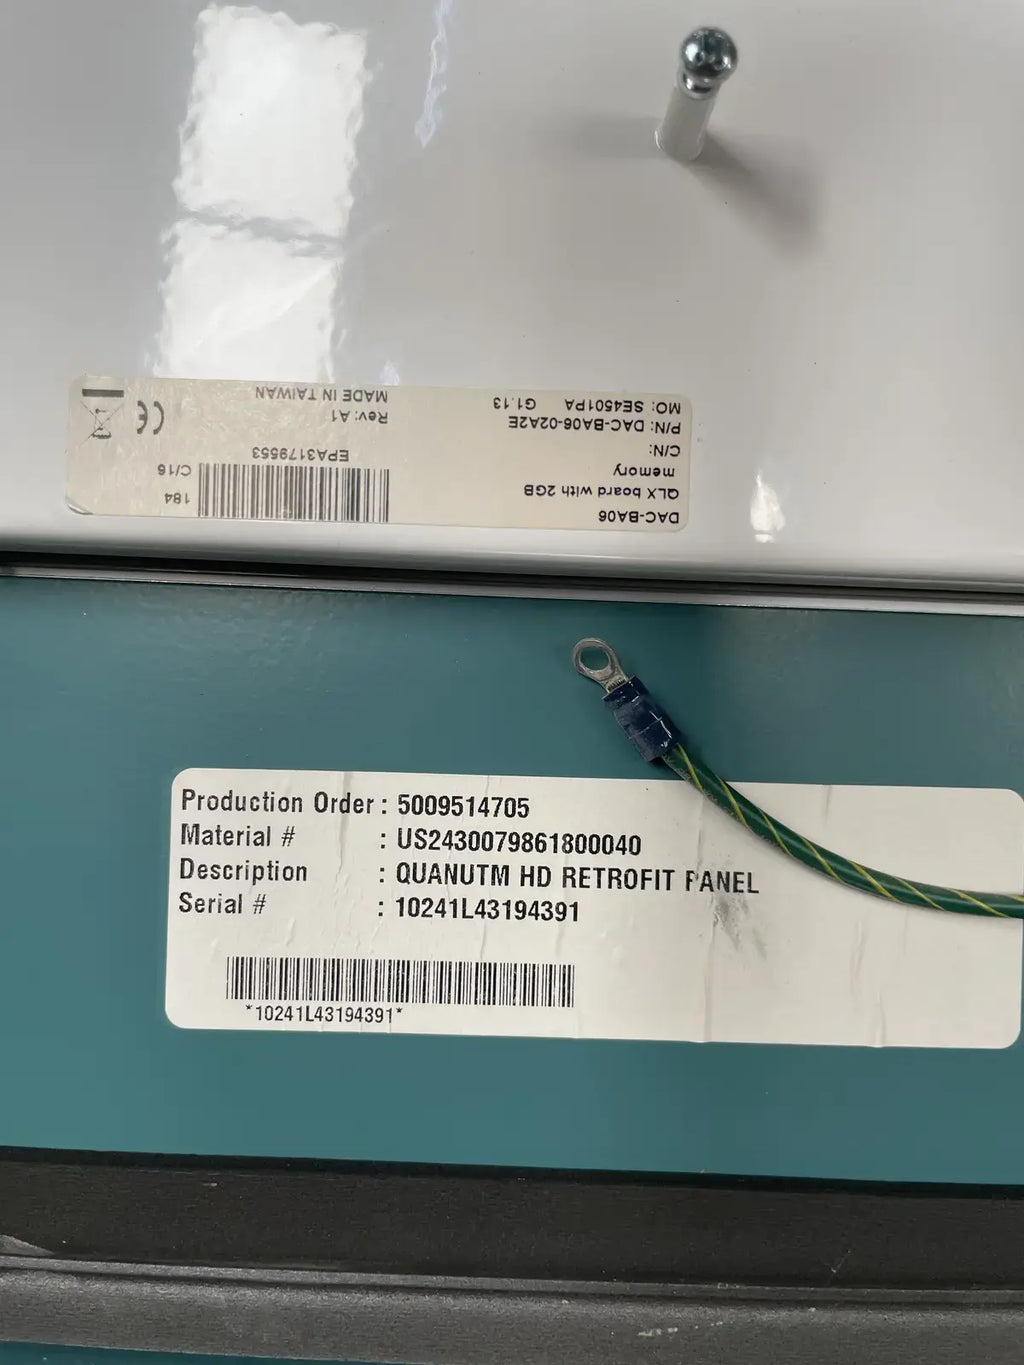 DAC-BA06
QLX board with 2GB
memory
C/N:
P/N: DAC-BA06-02A2E
MO: SE4501PA G1.13
184
C/16
EPA3179553
Rev: A1
MADE IN TAIWAN
CE
Production Order : 5009514705
Material # : US2430079861800040
Description : QUANUTM HD RETROFIT PANEL
Serial # : 10241L43194391
*10241L43194391*